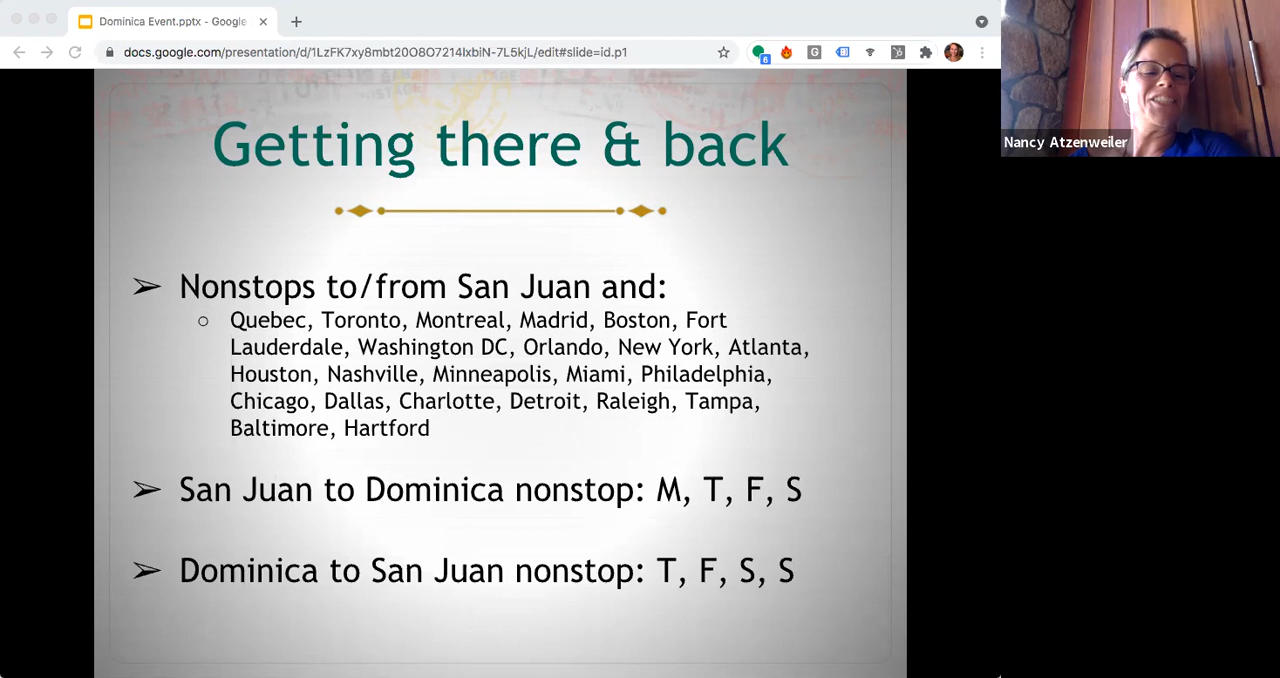 Dominica Event.pptx - Google
docs.google.com/presentation/d/1LzFK7xy8mbt20O8O7214IxbiN-7L5kjL/edit#slide=id.p1
6
G
Nancy Atzenweiler
Getting there & back
➢ Nonstops to/from San Juan and:
○ Quebec, Toronto, Montreal, Madrid, Boston, Fort
Lauderdale, Washington DC, Orlando, New York, Atlanta,
Houston, Nashville, Minneapolis, Miami, Philadelphia,
Chicago, Dallas, Charlotte, Detroit, Raleigh, Tampa,
Baltimore, Hartford
➢ San Juan to Dominica nonstop: M, T, F, S
➢ Dominica to San Juan nonstop: T, F, S, S